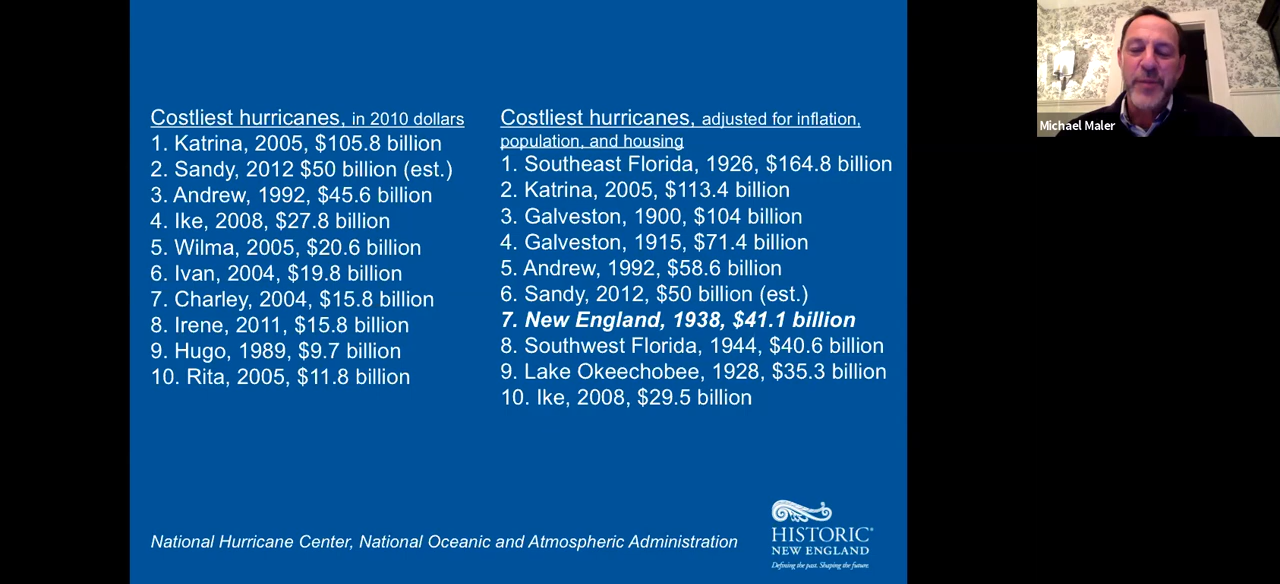 Costliest hurricanes, in 2010 dollars
1. Katrina, 2005, $105.8 billion
2. Sandy, 2012 $50 billion (est.)
3. Andrew, 1992, $45.6 billion
4. Ike, 2008, $27.8 billion
5. Wilma, 2005, $20.6 billion
6. Ivan, 2004, $19.8 billion
7. Charley, 2004, $15.8 billion
8. Irene, 2011, $15.8 billion
9. Hugo, 1989, $9.7 billion
10. Rita, 2005, $11.8 billion
Costliest hurricanes, adjusted for inflation,
population, and housing
1. Southeast Florida, 1926, $164.8 billion
2. Katrina, 2005, $113.4 billion
3. Galveston, 1900, $104 billion
4. Galveston, 1915, $71.4 billion
5. Andrew, 1992, $58.6 billion
6. Sandy, 2012, $50 billion (est.)
7. New England, 1938, $41.1 billion
8. Southwest Florida, 1944, $40.6 billion
9. Lake Okeechobee, 1928, $35.3 billion
10. Ike, 2008, $29.5 billion
National Hurricane Center, National Oceanic and Atmospheric Administration
HISTORIC®
NEW ENGLAND
Defining the past. Shaping the future.
Michael Maler